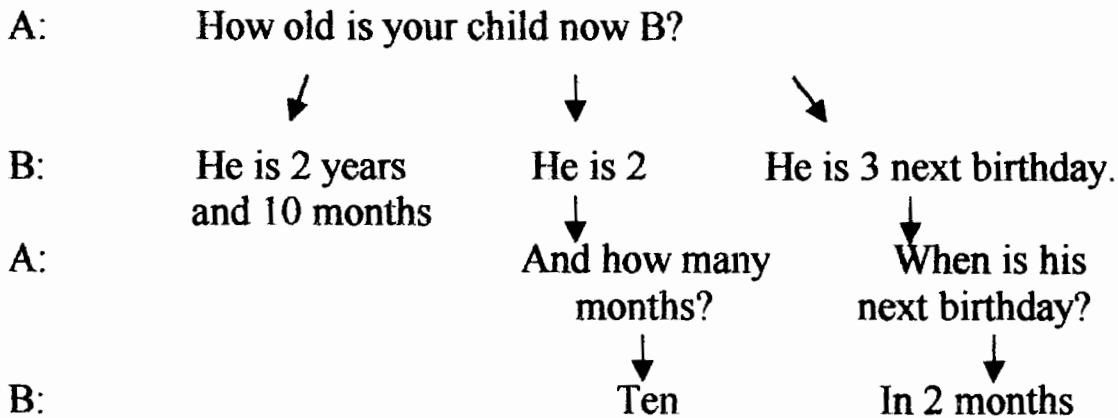 A: How old is your child now B?
B: He is 2 years He is 2 He is 3 next birthday.
and 10 months
A: And how many When is his
months? next birthday?
B: Ten In 2 months